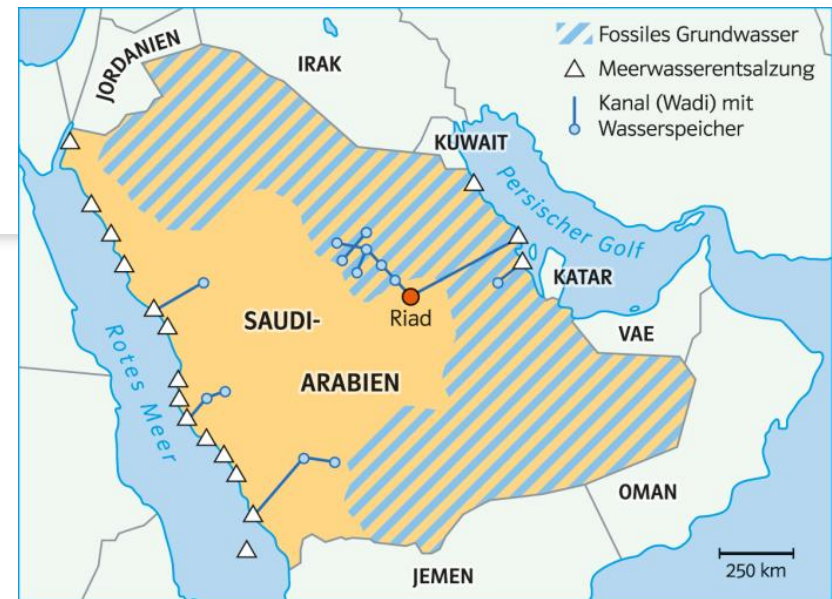 Fossiles Grundwasser
Meerwasserentsalzung
Kanal (Wadi) mit
Wasserspeicher
JORDANIEN
IRAK
KUWAIT
Persischer Golf
KATAR
VAE
Riad
SAUDI-
ARABIEN
Rotes Meer
OMAN
JEMEN
250 km